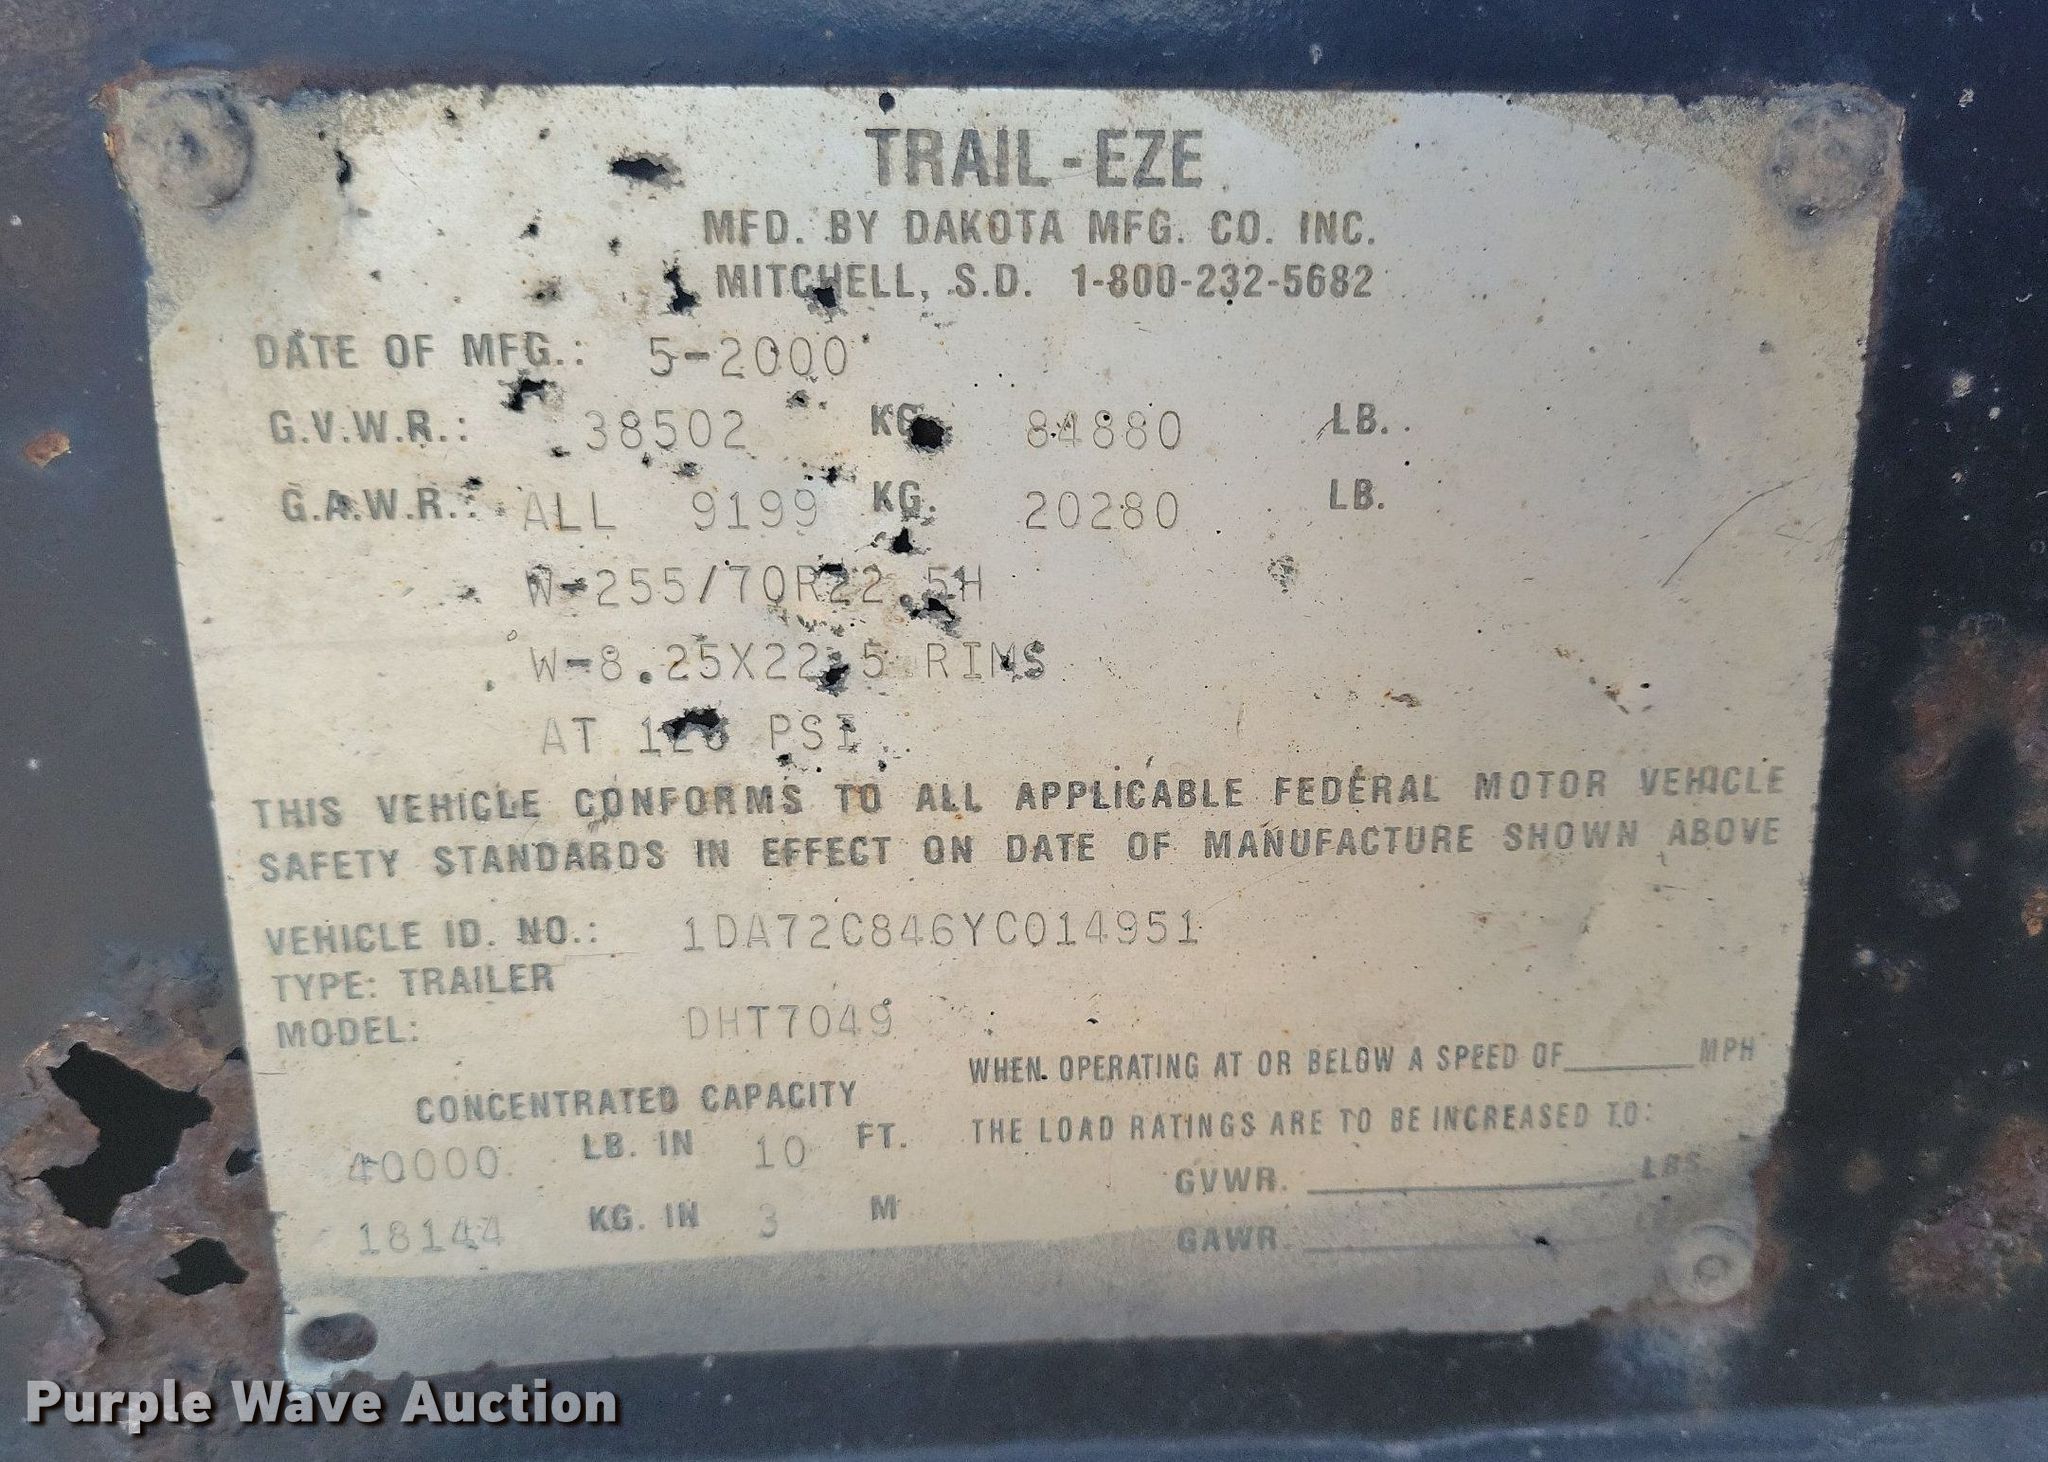 TRAIL-EZE
MFD. BY DAKOTA MFG. CO. INC.
MITCHELL, S.D. 1-800-232-5682
DATE OF MFG.: 5-2000
G.V.W.R.: 38502 KG. 84880 LB.
G.A.W.R.: ALL 9199 KG. 20280 LB.
W-255/70R22.5H
W-8.25X22.5 RIMS
AT PSI
THIS VEHICLE CONFORMS TO ALL APPLICABLE FEDERAL MOTOR VEHICLE
SAFETY STANDARDS IN EFFECT ON DATE OF MANUFACTURE SHOWN ABOVE
VEHICLE ID. NO.: 1DA72C846YC014951
TYPE: TRAILER
MODEL: DHT7049
CONCENTRATED CAPACITY
40000 LB. IN 10 FT.
18144 KG. IN 3 M
WHEN OPERATING AT OR BELOW A SPEED OF ______ MPH
THE LOAD RATINGS ARE TO BE INCREASED TO:
GVWR. ______ LBS.
GAWR. ______
Purple Wave Auction